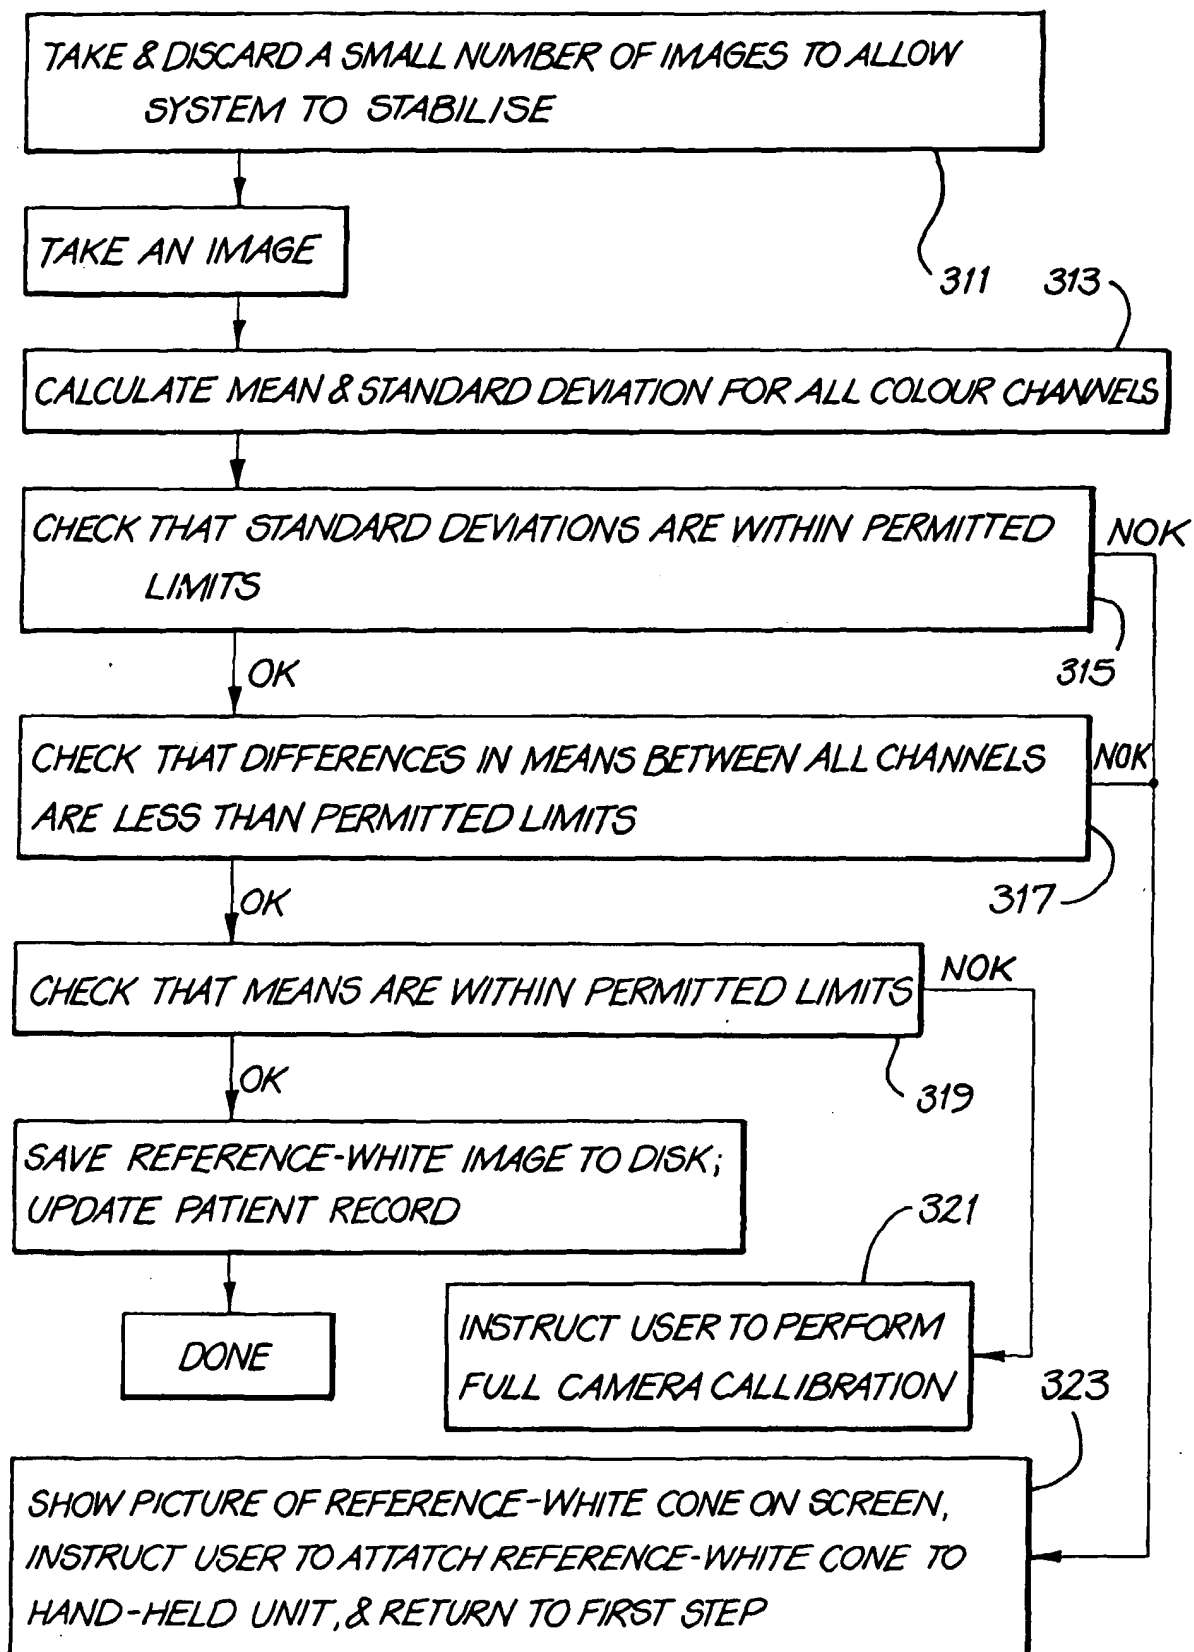 TAKE & DISCARD A SMALL NUMBER OF IMAGES TO ALLOW
SYSTEM TO STABILISE
TAKE AN IMAGE
311
313
CALCULATE MEAN & STANDARD DEVIATION FOR ALL COLOUR CHANNELS
CHECK THAT STANDARD DEVIATIONS ARE WITHIN PERMITTED
LIMITS
NOK
315
OK
CHECK THAT DIFFERENCES IN MEANS BETWEEN ALL CHANNELS
ARE LESS THAN PERMITTED LIMITS
NOK
317
OK
CHECK THAT MEANS ARE WITHIN PERMITTED LIMITS
NOK
319
OK
SAVE REFERENCE-WHITE IMAGE TO DISK;
UPDATE PATIENT RECORD
321
DONE
INSTRUCT USER TO PERFORM
FULL CAMERA CALLIBRATION
323
SHOW PICTURE OF REFERENCE-WHITE CONE ON SCREEN,
INSTRUCT USER TO ATTATCH REFERENCE-WHITE CONE TO
HAND-HELD UNIT, & RETURN TO FIRST STEP